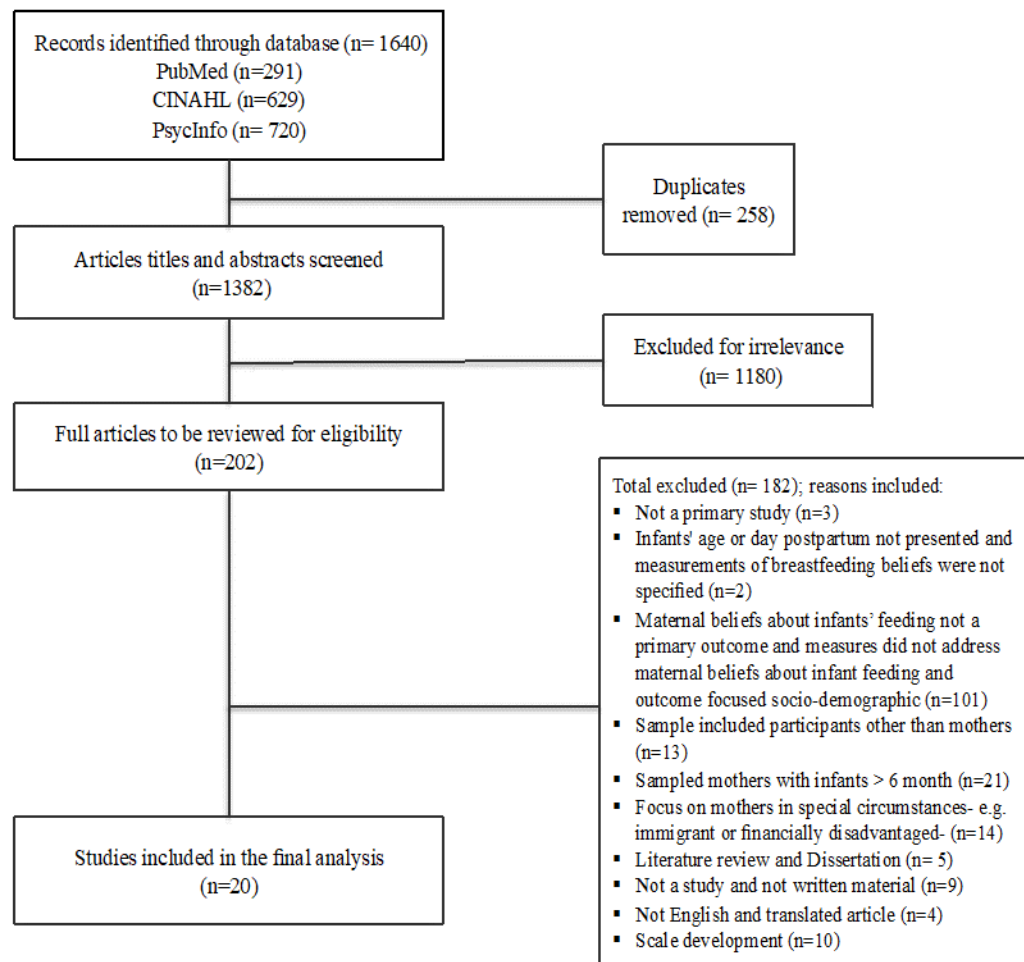 Records identified through database (n= 1640)
PubMed (n=291)
CINAHL (n=629)
PsycInfo (n= 720)
Duplicates
removed (n= 258)
Articles titles and abstracts screened
(n=1382)
Excluded for irrelevance
(n= 1180)
Full articles to be reviewed for eligibility
(n=202)
Total excluded (n= 182); reasons included:
▪ Not a primary study (n=3)
▪ Infants' age or day postpartum not presented and
measurements of breastfeeding beliefs were not
specified (n=2)
▪ Maternal beliefs about infants’ feeding not a
primary outcome and measures did not address
maternal beliefs about infant feeding and
outcome focused socio-demographic (n=101)
▪ Sample included participants other than mothers
(n=13)
▪ Sampled mothers with infants > 6 month (n=21)
▪ Focus on mothers in special circumstances- e.g.
immigrant or financially disadvantaged- (n=14)
▪ Literature review and Dissertation (n= 5)
▪ Not a study and not written material (n=9)
▪ Not English and translated article (n=4)
▪ Scale development (n=10)
Studies included in the final analysis
(n=20)